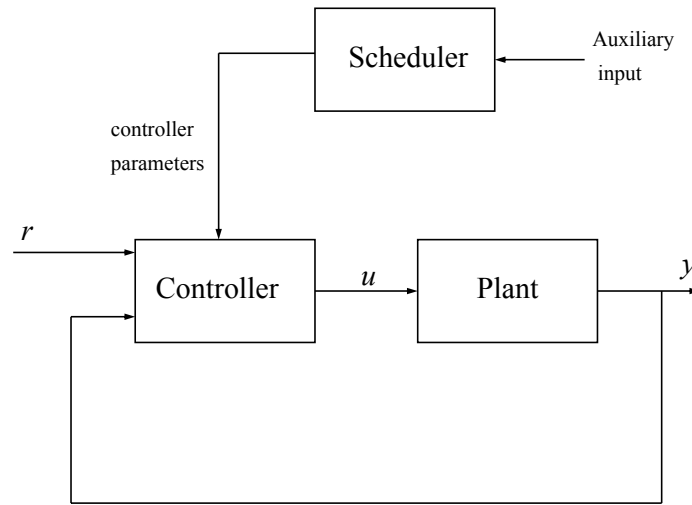 Scheduler
Auxiliary
input
controller
parameters
r
Controller
u
Plant
y